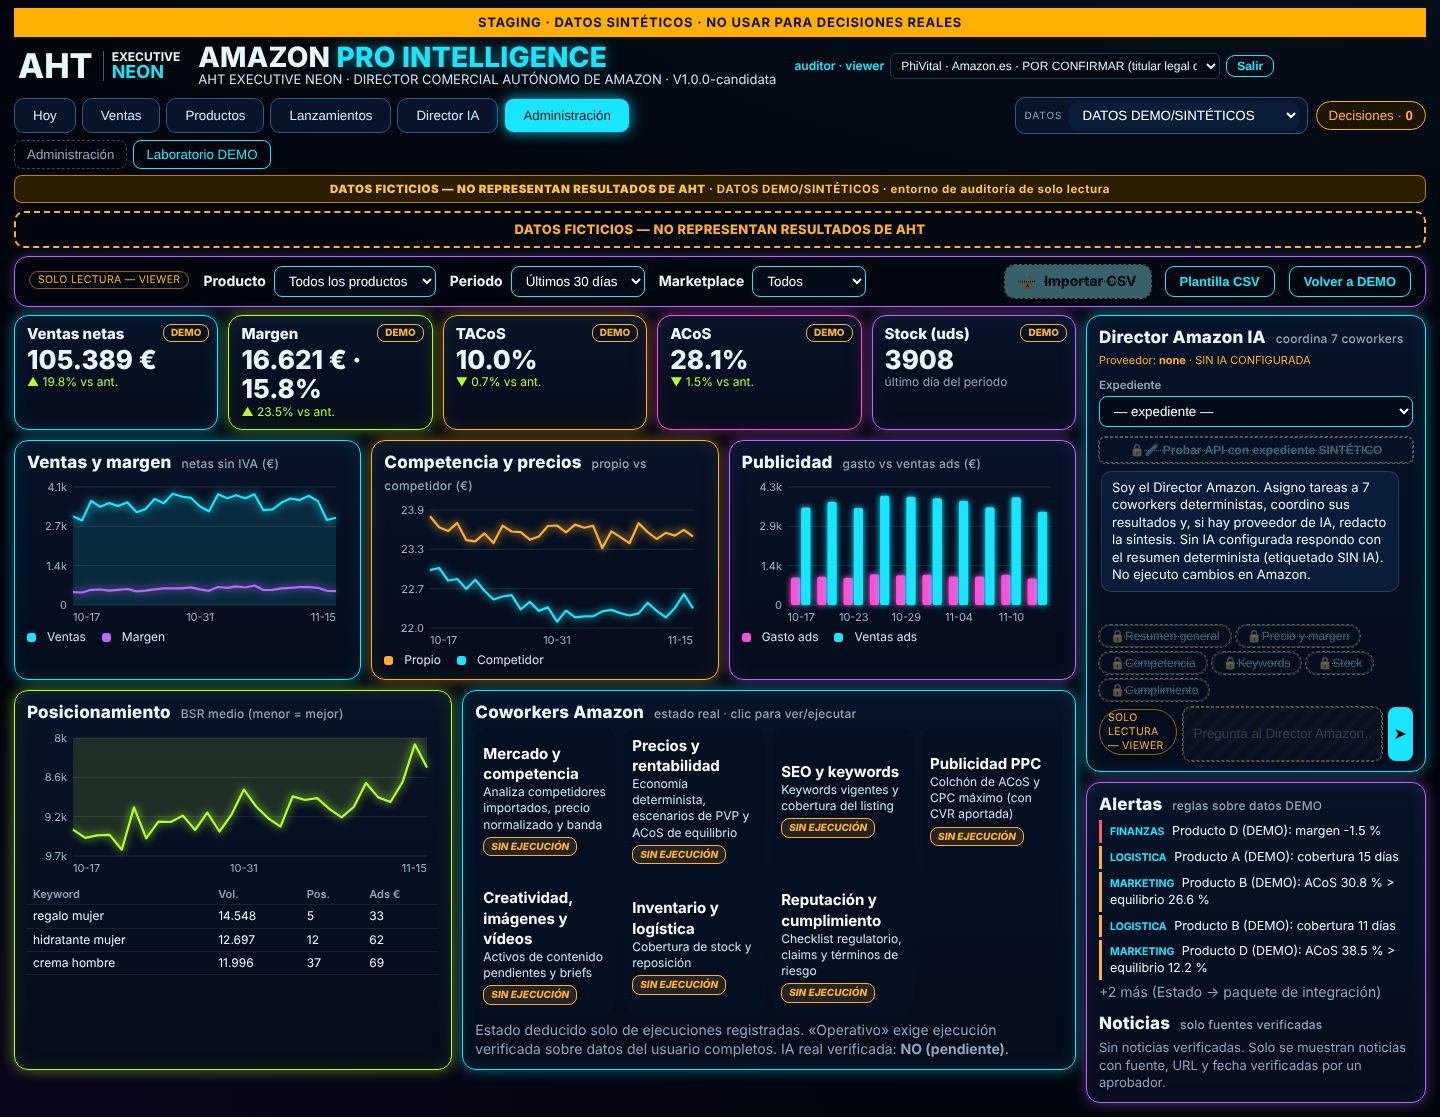 STAGING · DATOS SINTÉTICOS · NO USAR PARA DECISIONES REALES
AHT EXECUTIVE NEON
AMAZON PRO INTELLIGENCE
AHT EXECUTIVE NEON · DIRECTOR COMERCIAL AUTÓNOMO DE AMAZON · V1.0.0-candidata
auditor · viewer
PhiVital · Amazon.es · POR CONFIRMAR (titular legal c
Salir
Hoy
Ventas
Productos
Lanzamientos
Director IA
Administración
DATOS
DATOS DEMO/SINTÉTICOS
Decisiones · 0
Administración
Laboratorio DEMO
DATOS FICTICIOS — NO REPRESENTAN RESULTADOS DE AHT · DATOS DEMO/SINTÉTICOS · entorno de auditoría de solo lectura
DATOS FICTICIOS — NO REPRESENTAN RESULTADOS DE AHT
SOLO LECTURA — VIEWER
Producto
Todos los productos
Periodo
Últimos 30 días
Marketplace
Todos
Importar CSV
Plantilla CSV
Volver a DEMO
Ventas netas
DEMO
105.389 €
▲ 19.8% vs ant.
Margen
DEMO
16.621 € ·
15.8%
▲ 23.5% vs ant.
TACoS
DEMO
10.0%
▼ 0.7% vs ant.
ACoS
DEMO
28.1%
▼ 1.5% vs ant.
Stock (uds)
DEMO
3908
último día del periodo
Ventas y margen netas sin IVA (€)
4.1k
2.7k
1.4k
0
10-17
10-31
11-15
Ventas
Margen
Competencia y precios propio vs
competidor (€)
23.9
23.3
22.7
22.0
10-17
10-31
11-15
Propio
Competidor
Publicidad gasto vs ventas ads (€)
4.3k
2.9k
1.4k
0
10-17
10-23
10-29
11-04
11-10
Gasto ads
Ventas ads
Posicionamiento BSR medio (menor = mejor)
8k
8.6k
9.2k
9.7k
10-17
10-31
11-15
Keyword Vol. Pos. Ads €
regalo mujer 14.548 5 33
hidratante mujer 12.697 12 62
crema hombre 11.996 37 69
Coworkers Amazon estado real · clic para ver/ejecutar
Mercado y
competencia
Analiza competidores
importados, precio
normalizado y banda
SIN EJECUCIÓN
Precios y
rentabilidad
Economía
determinista,
escenarios de PVP y
ACoS de equilibrio
SIN EJECUCIÓN
SEO y keywords
Keywords vigentes y
cobertura del listing
SIN EJECUCIÓN
Publicidad PPC
Colchón de ACoS y
CPC máximo (con
CVR aportada)
SIN EJECUCIÓN
Creatividad,
imágenes y
vídeos
Activos de contenido
pendientes y briefs
SIN EJECUCIÓN
Inventario y
logística
Cobertura de stock y
reposición
SIN EJECUCIÓN
Reputación y
cumplimiento
Checklist regulatorio,
claims y términos de
riesgo
SIN EJECUCIÓN
Estado deducido solo de ejecuciones registradas. «Operativo» exige ejecución
verificada sobre datos del usuario completos. IA real verificada: NO (pendiente).
Director Amazon IA coordina 7 coworkers
Proveedor: none · SIN IA CONFIGURADA
Expediente
— expediente —
Probar API con expediente SINTÉTICO
Soy el Director Amazon. Asigno tareas a 7
coworkers deterministas, coordino sus
resultados y, si hay proveedor de IA, redacto
la síntesis. Sin IA configurada respondo con
el resumen determinista (etiquetado SIN IA).
No ejecuto cambios en Amazon.
Resumen general
Precio y margen
Competencia
Keywords
Stock
Cumplimiento
SOLO
LECTURA
— VIEWER
Pregunta al Director Amazon…
➤
Alertas reglas sobre datos DEMO
FINANZAS Producto D (DEMO): margen -1.5 %
LOGISTICA Producto A (DEMO): cobertura 15 días
MARKETING Producto B (DEMO): ACoS 30.8 % >
equilibrio 26.6 %
LOGISTICA Producto B (DEMO): cobertura 11 días
MARKETING Producto D (DEMO): ACoS 38.5 % >
equilibrio 12.2 %
+2 más (Estado → paquete de integración)
Noticias solo fuentes verificadas
Sin noticias verificadas. Solo se muestran noticias
con fuente, URL y fecha verificadas por un
aprobador.